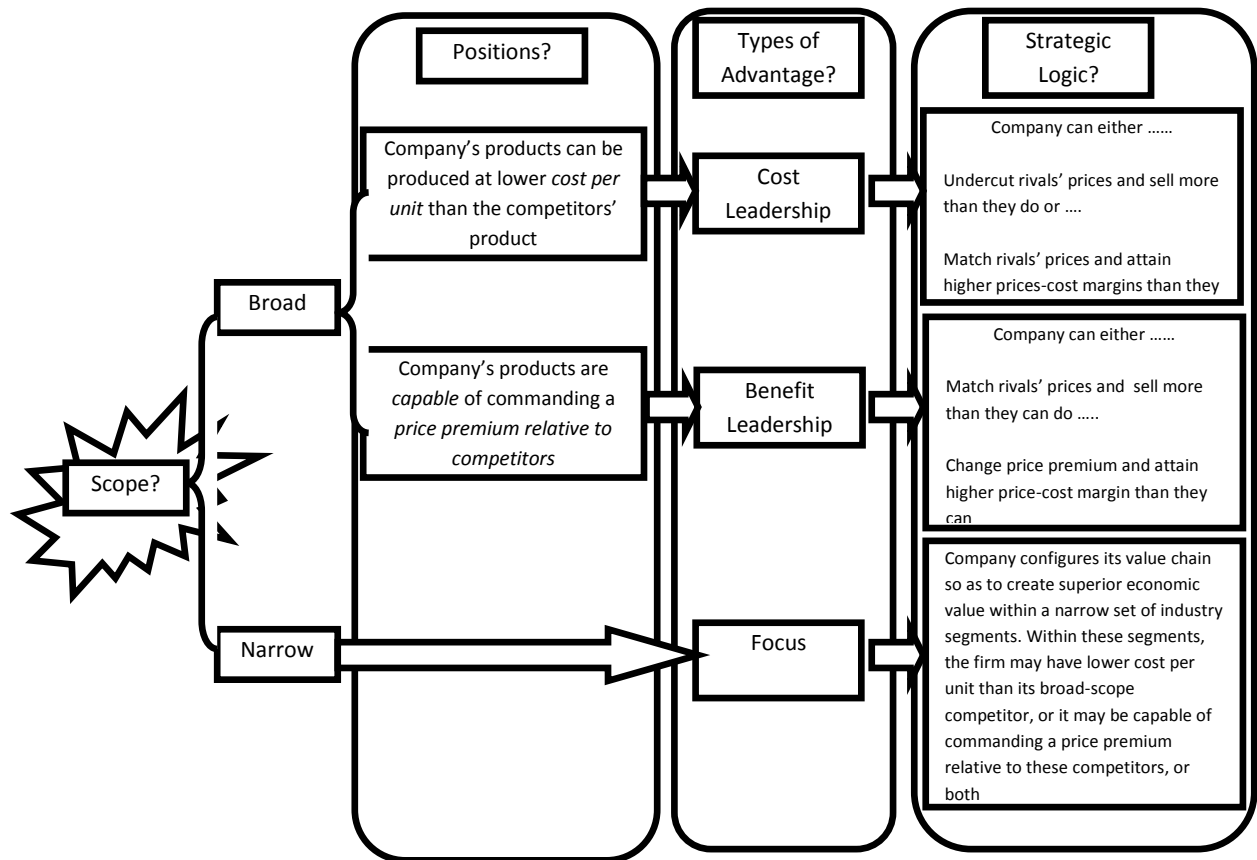 Positions?
Types of
Advantage?
Strategic
Logic?
Scope?
Broad
Narrow
Company's products can be
produced at lower cost per
unit than the competitors'
product
Cost
Leadership
Company can either ……
Undercut rivals' prices and sell more
than they do or ….
Match rivals' prices and attain
higher prices-cost margins than they
Company's products are
capable of commanding a
price premium relative to
competitors
Benefit
Leadership
Company can either ……
Match rivals' prices and sell more
than they can do …..
Change price premium and attain
higher price-cost margin than they
can
Focus
Company configures its value chain
so as to create superior economic
value within a narrow set of industry
segments. Within these segments,
the firm may have lower cost per
unit than its broad-scope
competitor, or it may be capable of
commanding a price premium
relative to these competitors, or
both